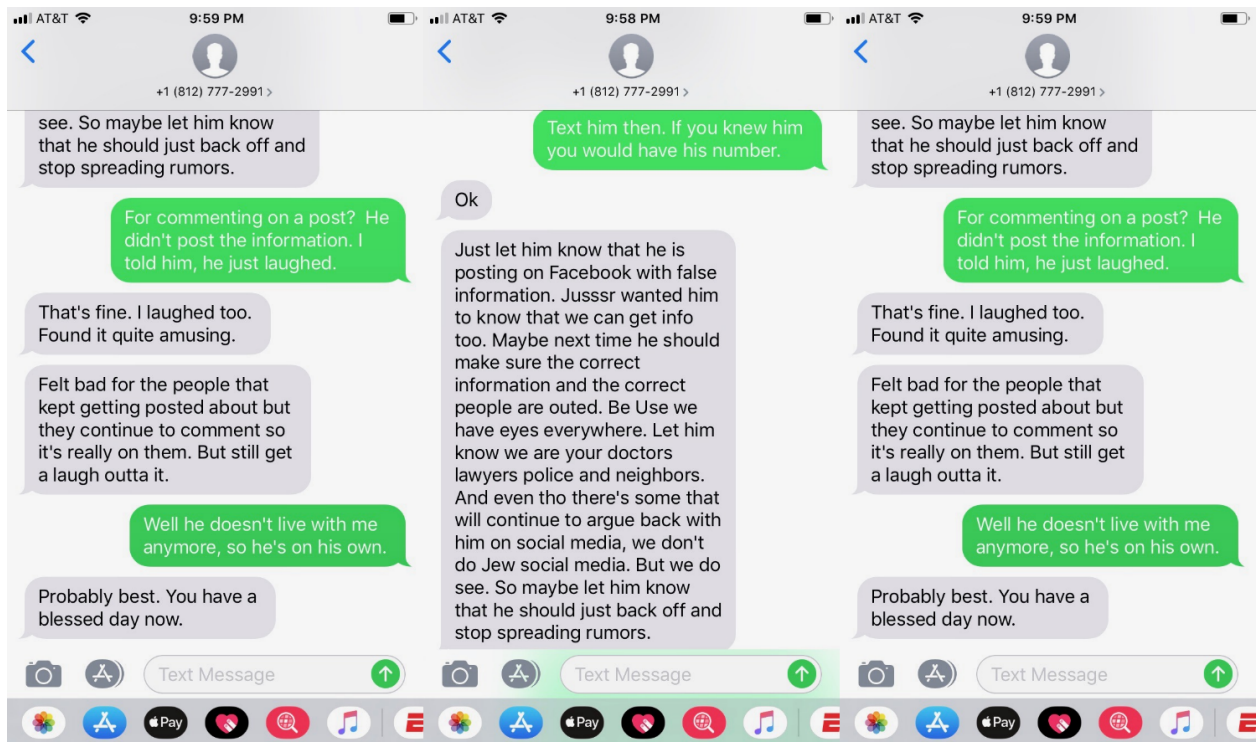 AT&T
9:59 PM
+1 (812) 777-2991 >
see. So maybe let him know
that he should just back off and
stop spreading rumors.
For commenting on a post?  He
didn't post the information. I
told him, he just laughed.
That's fine. I laughed too.
Found it quite amusing.
Felt bad for the people that
kept getting posted about but
they continue to comment so
it's really on them. But still get
a laugh outta it.
Well he doesn't live with me
anymore, so he's on his own.
Probably best. You have a
blessed day now.
Text Message
Pay
AT&T
9:58 PM
+1 (812) 777-2991 >
Text him then. If you knew him
you would have his number.
Ok
Just let him know that he is
posting on Facebook with false
information. Jusssr wanted him
to know that we can get info
too. Maybe next time he should
make sure the correct
information and the correct
people are outed. Be Use we
have eyes everywhere. Let him
know we are your doctors
lawyers police and neighbors.
And even tho there's some that
will continue to argue back with
him on social media, we don't
do Jew social media. But we do
see. So maybe let him know
that he should just back off and
stop spreading rumors.
Text Message
Pay
AT&T
9:59 PM
+1 (812) 777-2991 >
see. So maybe let him know
that he should just back off and
stop spreading rumors.
For commenting on a post?  He
didn't post the information. I
told him, he just laughed.
That's fine. I laughed too.
Found it quite amusing.
Felt bad for the people that
kept getting posted about but
they continue to comment so
it's really on them. But still get
a laugh outta it.
Well he doesn't live with me
anymore, so he's on his own.
Probably best. You have a
blessed day now.
Text Message
Pay